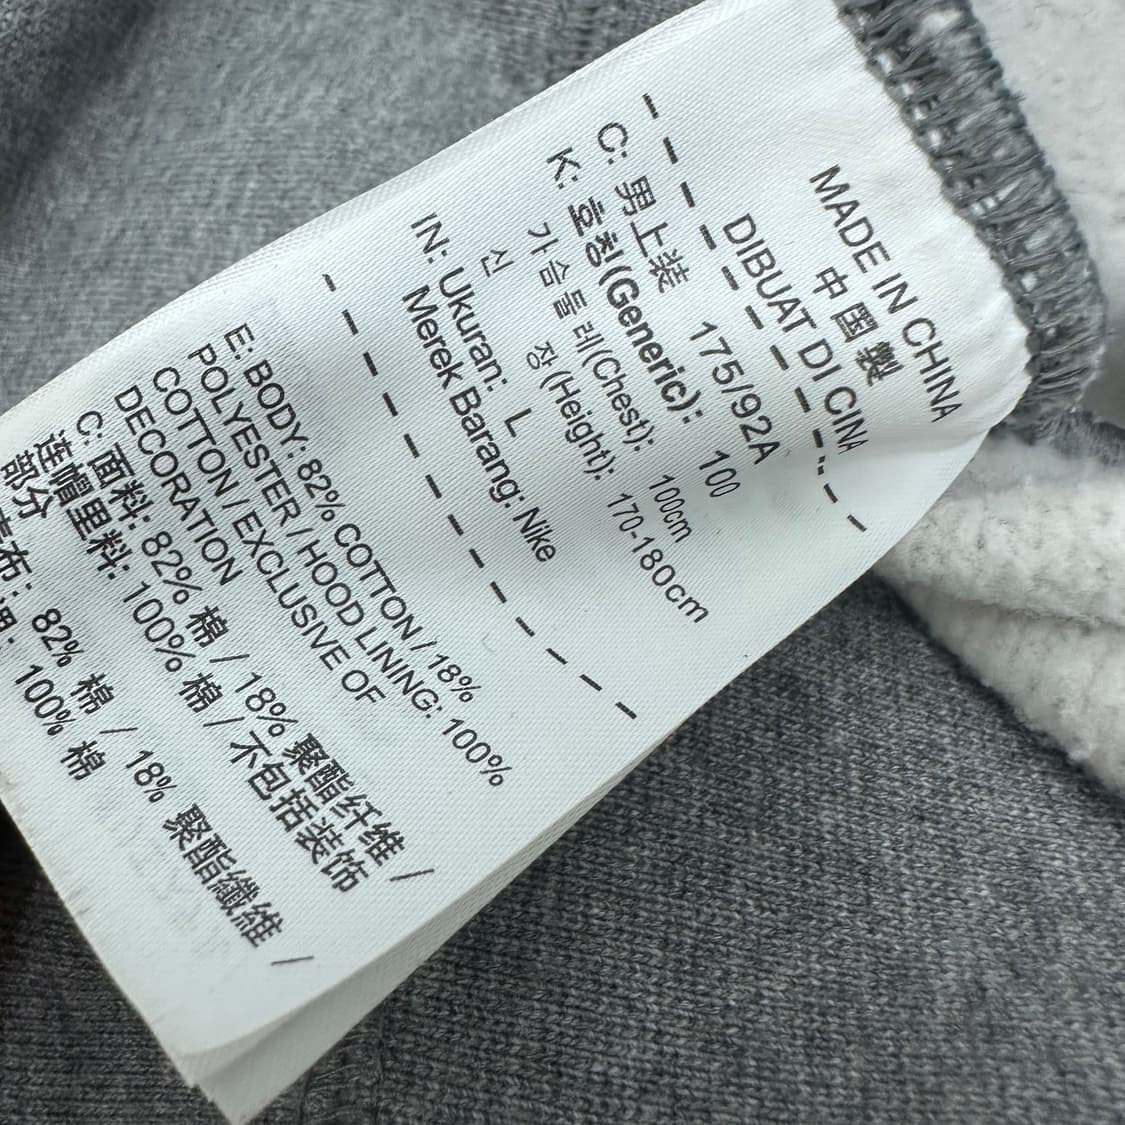 MADE IN CHINA
中國製
DIBUAT DI CINA
C: 男上装 175/92A
K: 호칭(Generic): 100
가슴둘레(Chest): 100cm
신 장(Height): 170-180cm
IN: Ukuran: L
Merek Barang: Nike
E: BODY: 82% COTTON / 18%
POLYESTER / HOOD LINING: 100%
COTTON / EXCLUSIVE OF
DECORATION
C: 面料: 82% 棉 / 18% 聚酯纤维 /
连帽里料: 100% 棉 / 不包括装饰
部分
布: 82% 棉 / 18% 聚酯纖維 /
: 100% 棉